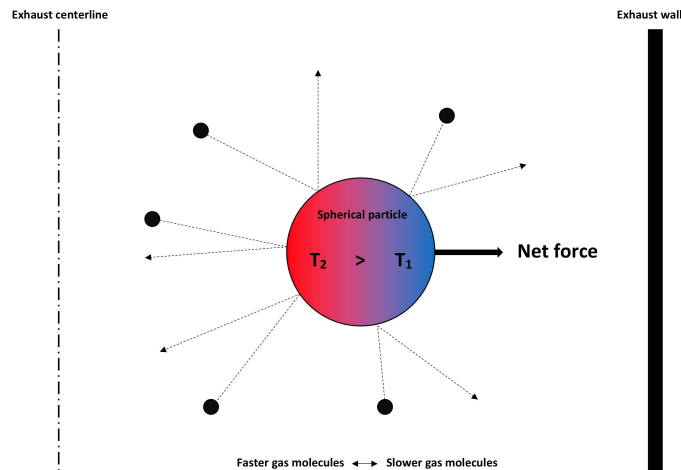 Exhaust centerline
Exhaust wall
Spherical particle
T₂ > T₁
Net force
Faster gas molecules
Slower gas molecules